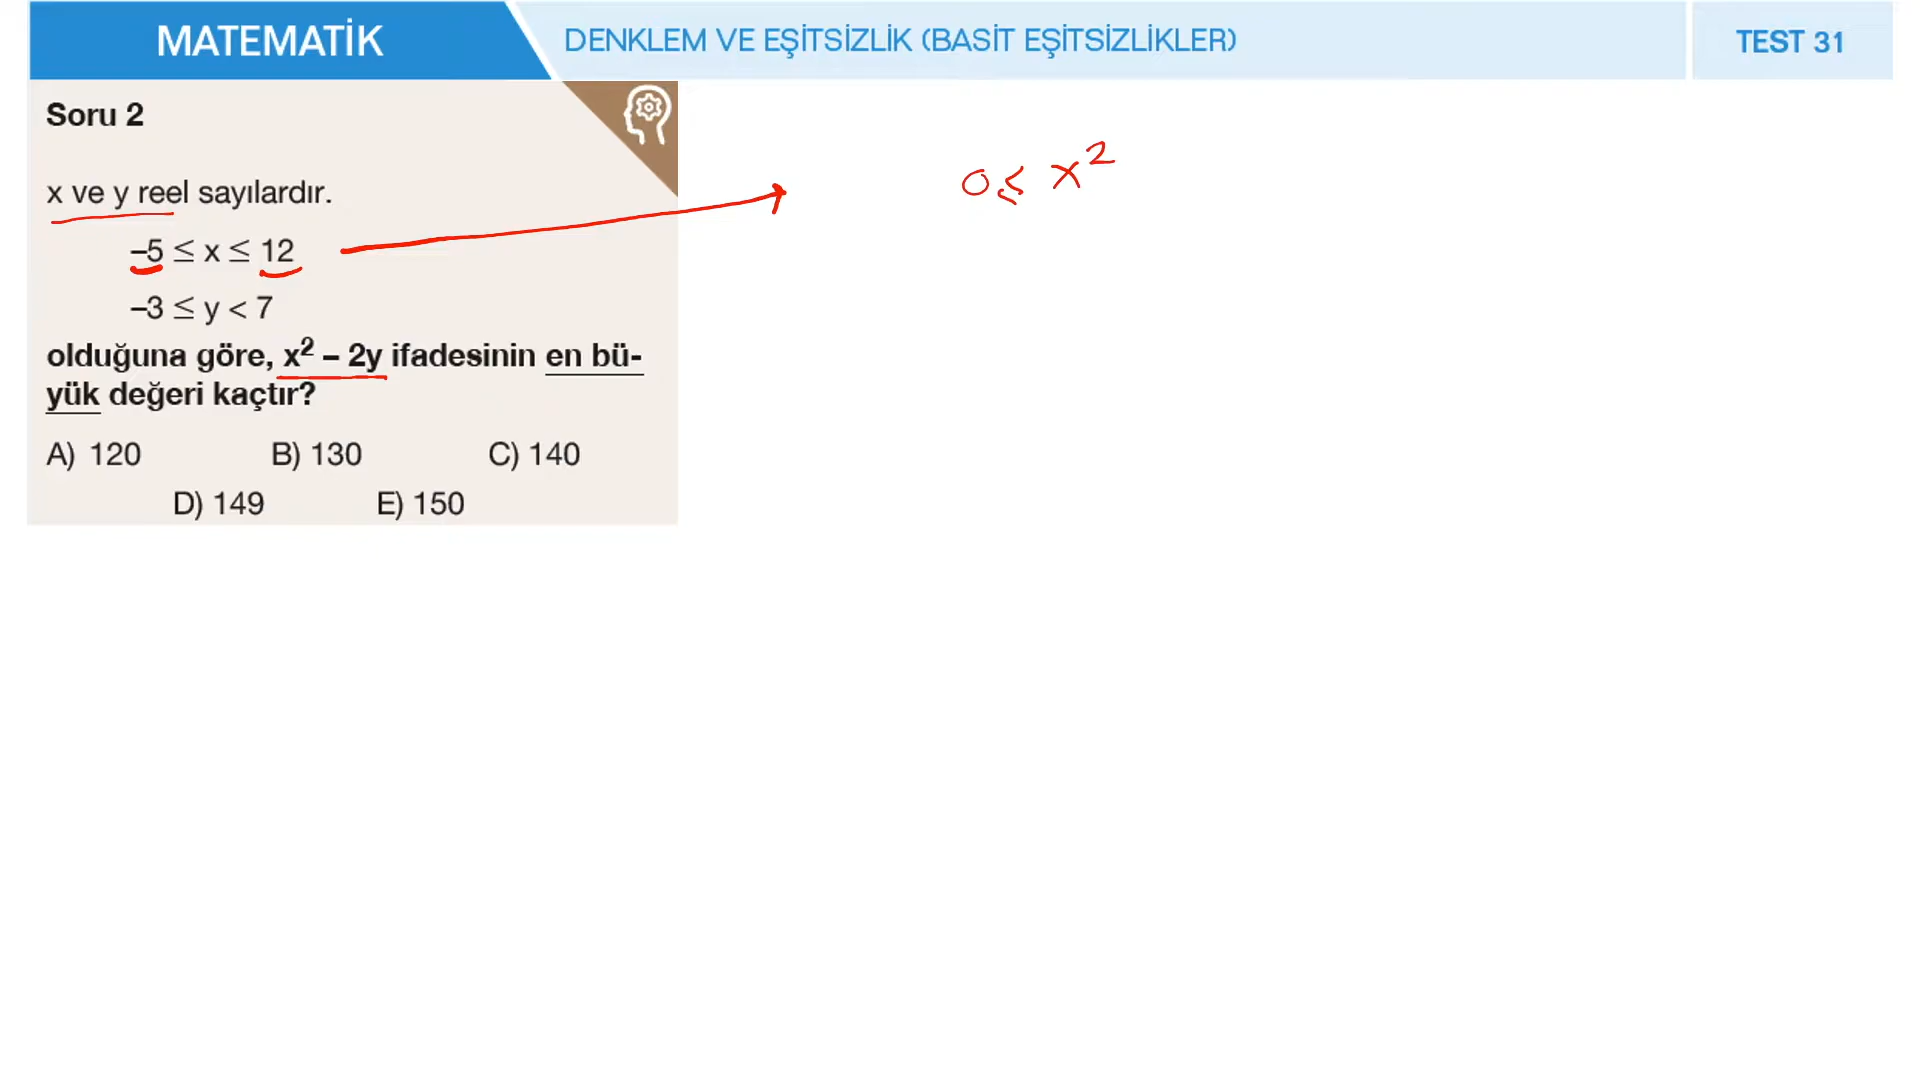 MATEMATİK
DENKLEM VE EŞİTSİZLİK (BASİT EŞİTSİZLİKLER)
TEST 31
Soru 2
x ve y reel sayılardır.
–5 ≤ x ≤ 12
–3 ≤ y < 7
olduğuna göre, x² – 2y ifadesinin en bü-
yük değeri kaçtır?
A) 120 B) 130 C) 140
D) 149 E) 150
0 ≤ x²